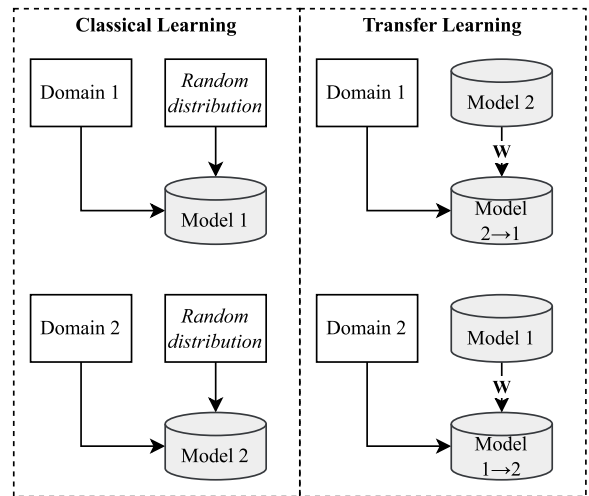 Classical Learning
Transfer Learning
Domain 1
Random
distribution
Model 1
Domain 1
Model 2
W
Model
2→1
Domain 2
Random
distribution
Model 2
Domain 2
Model 1
W
Model
1→2